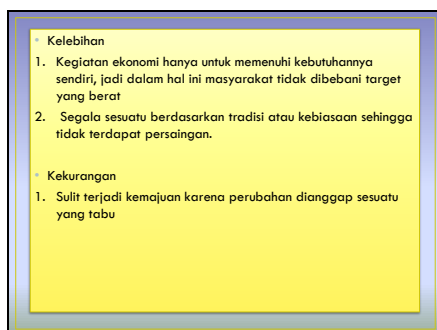 Kelebihan
1. Kegiatan ekonomi hanya untuk memenuhi kebutuhannya
sendiri, jadi dalam hal ini masyarakat tidak dibebani target
yang berat
2. Segala sesuatu berdasarkan tradisi atau kebiasaan sehingga
tidak terdapat persaingan.
Kekurangan
1. Sulit terjadi kemajuan karena perubahan dianggap sesuatu
yang tabu